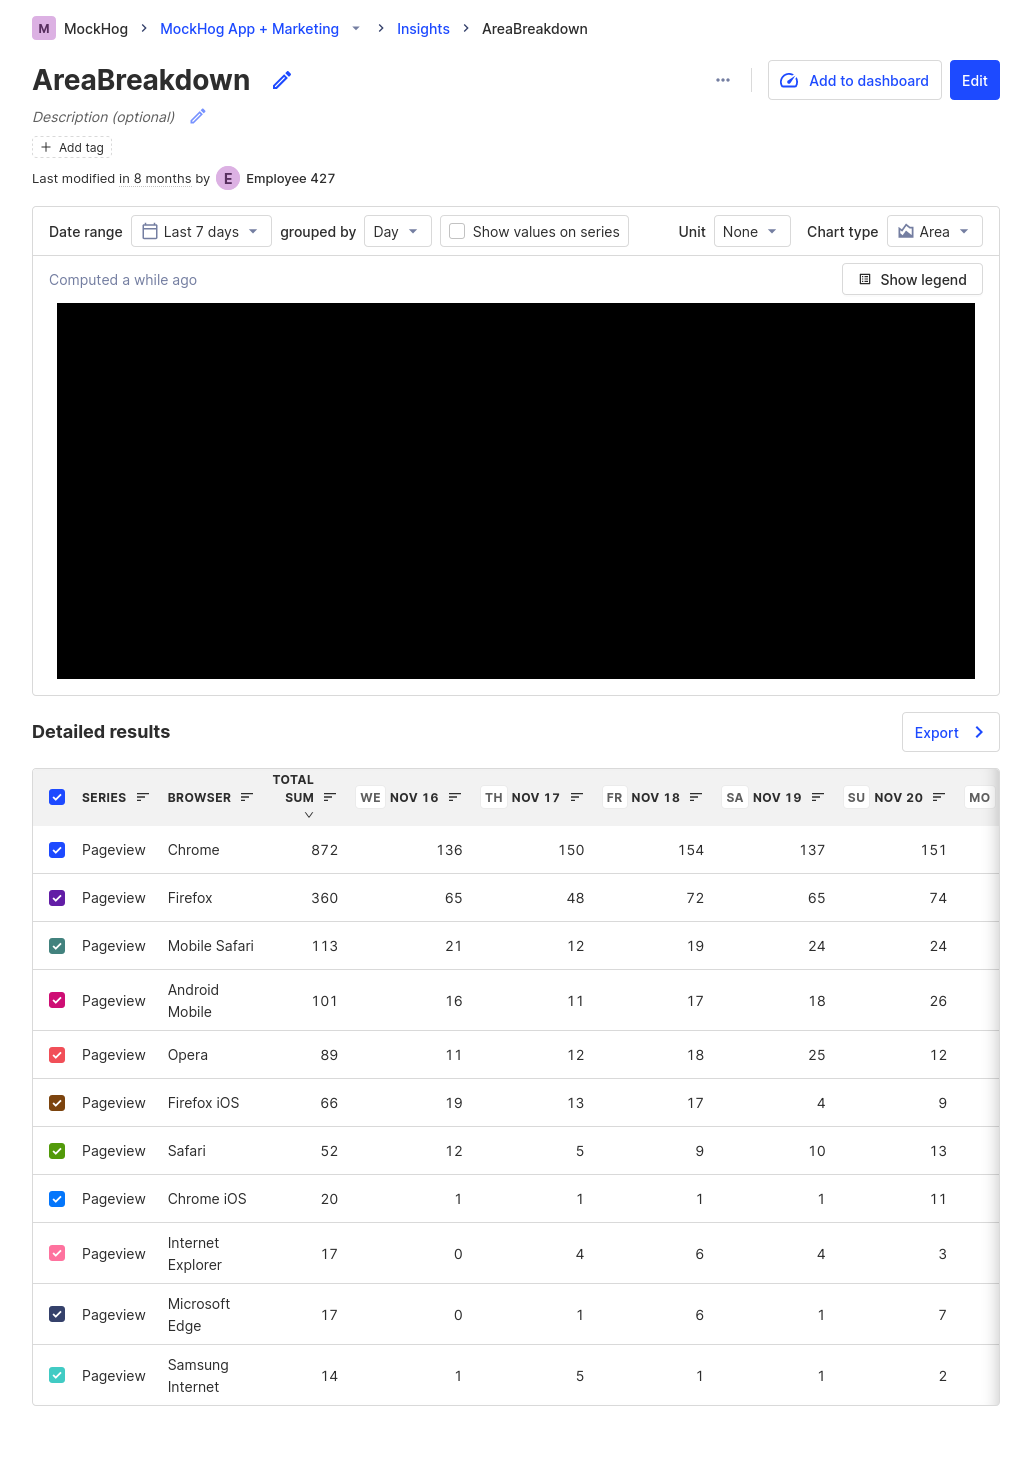 M MockHog MockHog App + Marketing Insights AreaBreakdown
AreaBreakdown
Add to dashboard Edit
Description (optional)
Add tag
Last modified in 8 months by E Employee 427
Date range Last 7 days grouped by Day Show values on series Unit None Chart type Area
Computed a while ago Show legend
Detailed results Export
SERIES BROWSER TOTAL SUM WE NOV 16 TH NOV 17 FR NOV 18 SA NOV 19 SU NOV 20 MO
Pageview Chrome 872 136 150 154 137 151
Pageview Firefox 360 65 48 72 65 74
Pageview Mobile Safari 113 21 12 19 24 24
Pageview Android Mobile 101 16 11 17 18 26
Pageview Opera 89 11 12 18 25 12
Pageview Firefox iOS 66 19 13 17 4 9
Pageview Safari 52 12 5 9 10 13
Pageview Chrome iOS 20 1 1 1 1 11
Pageview Internet Explorer 17 0 4 6 4 3
Pageview Microsoft Edge 17 0 1 6 1 7
Pageview Samsung Internet 14 1 5 1 1 2